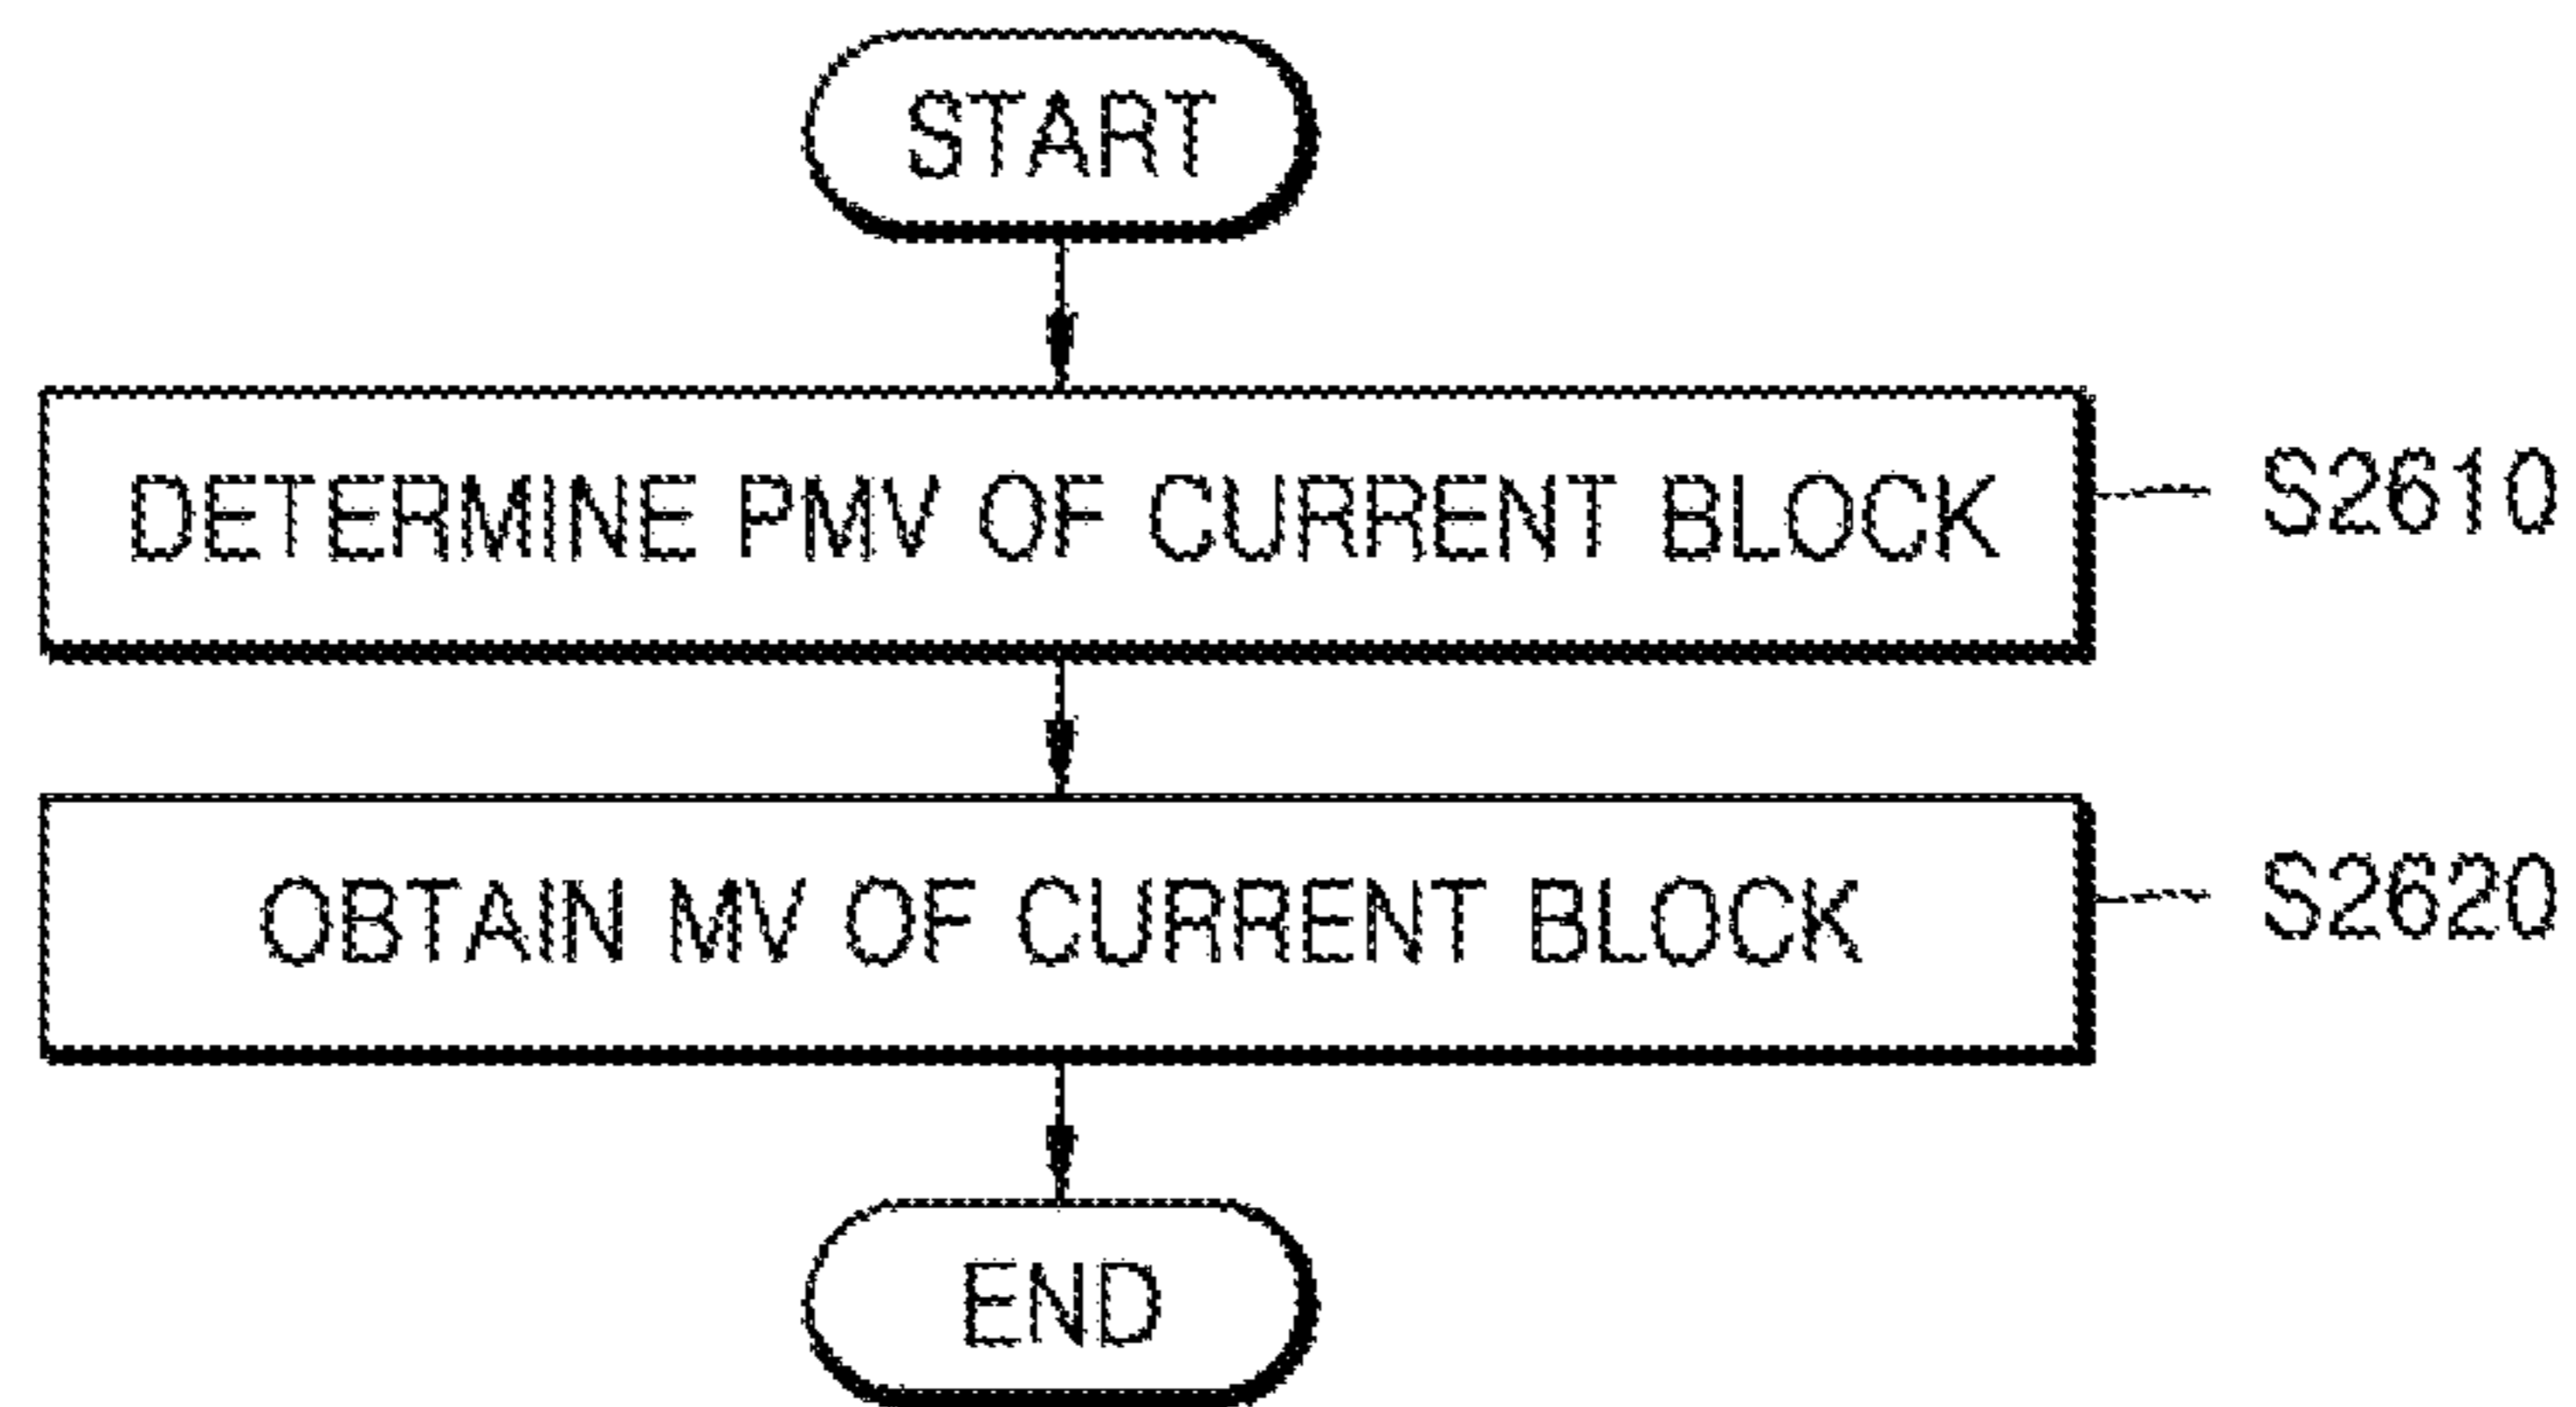 START
DETERMINE PMV OF CURRENT BLOCK
S2610
OBTAIN MV OF CURRENT BLOCK
S2620
END